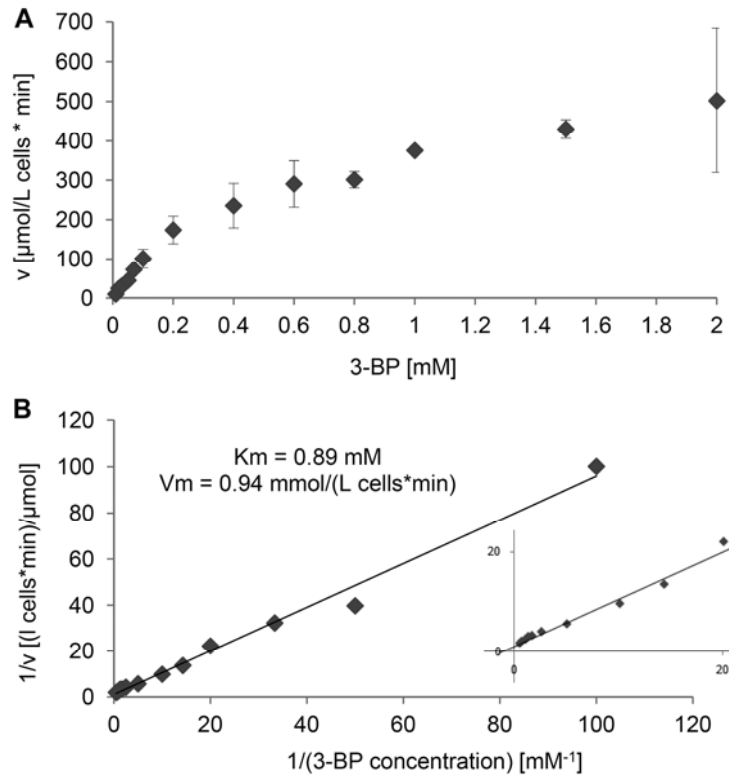 A
700
600
500
400
300
200
100
0
v [µmol/L cells * min]
0 0.2 0.4 0.6 0.8 1 1.2 1.4 1.6 1.8 2
3-BP [mM]
B
120
100
80
60
40
20
0
1/v [(l cells*min)/µmol]
Km = 0.89 mM
Vm = 0.94 mmol/(L cells*min)
20
0
0 20
0 20 40 60 80 100 120
1/(3-BP concentration) [mM⁻¹]